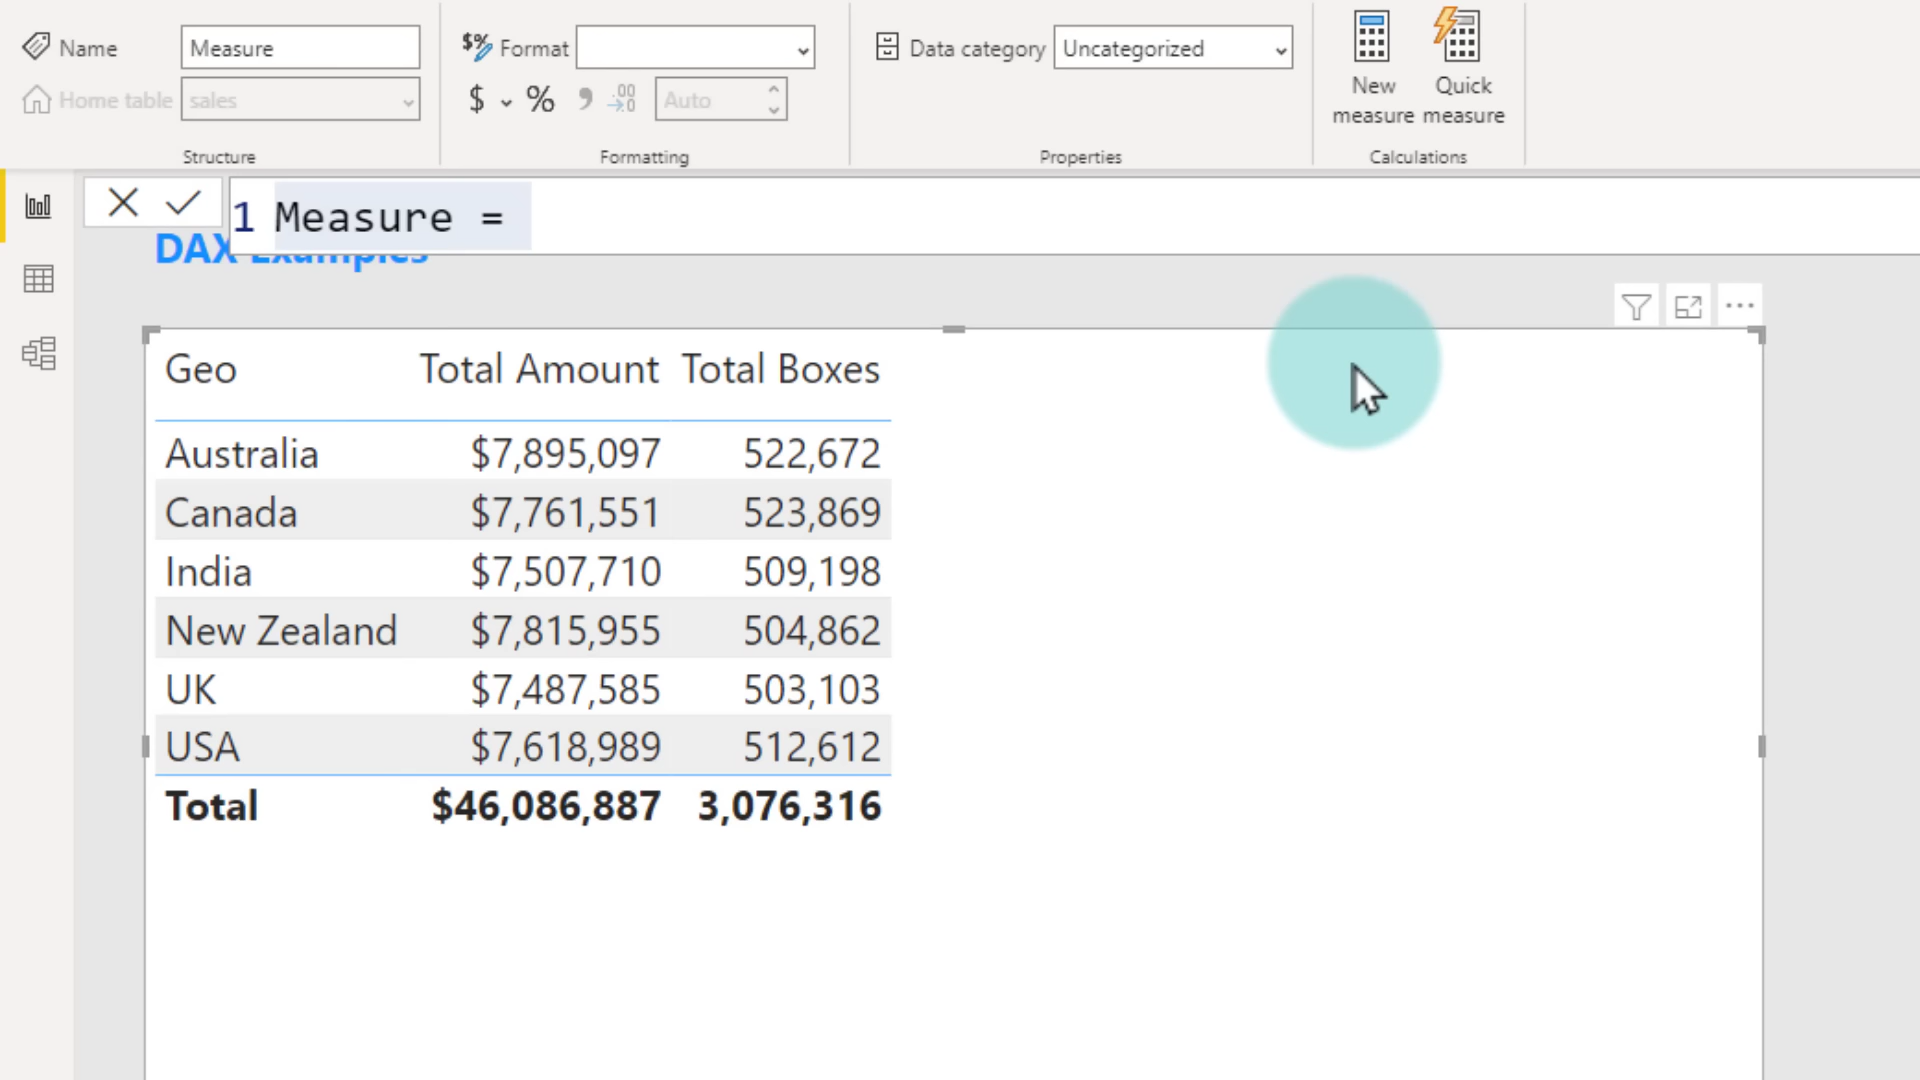 Name Measure
Home table sales
Structure
$% Format
$ % , .00 →.0 Auto
Formatting
Data category Uncategorized
Properties
New measure
Quick measure
Calculations
1 Measure =
DAX Examples
Geo Total Amount Total Boxes
Australia $7,895,097 522,672
Canada $7,761,551 523,869
India $7,507,710 509,198
New Zealand $7,815,955 504,862
UK $7,487,585 503,103
USA $7,618,989 512,612
Total $46,086,887 3,076,316